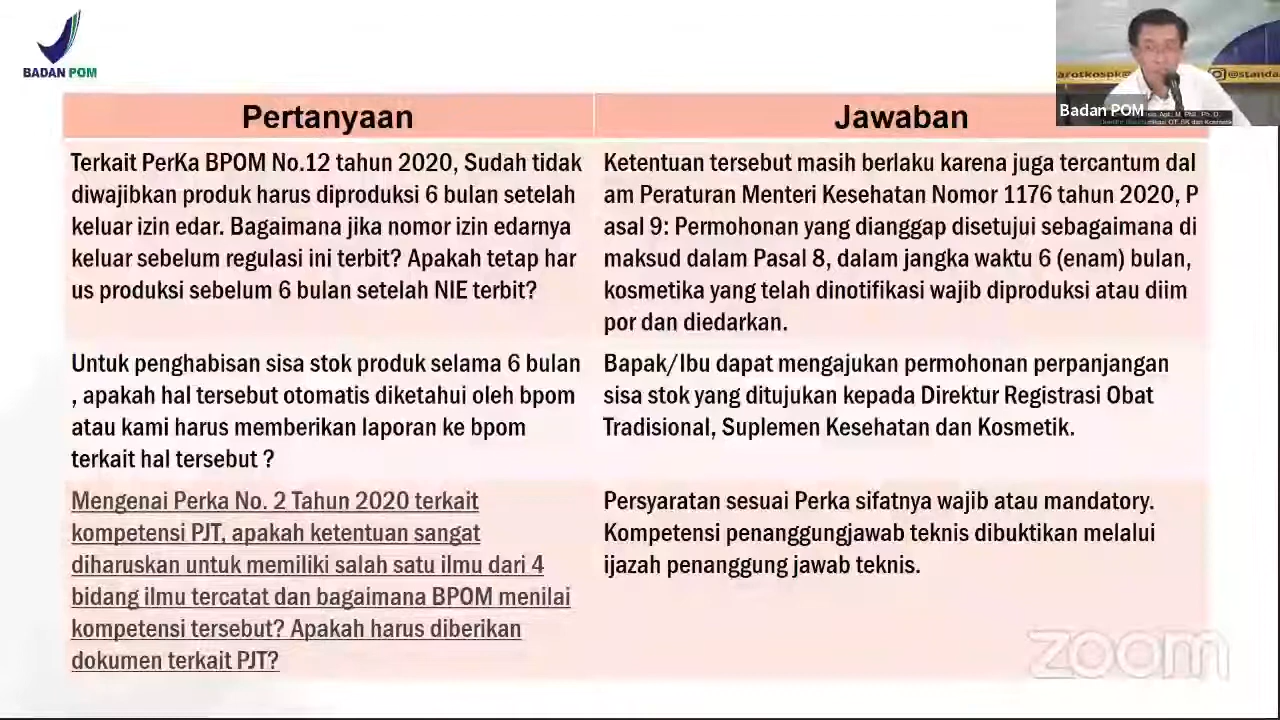 BADAN POM
arotkospk@
@standa
Badan POM
Pertanyaan
Jawaban
Terkait PerKa BPOM No.12 tahun 2020, Sudah tidak
diwajibkan produk harus diproduksi 6 bulan setelah
keluar izin edar. Bagaimana jika nomor izin edarnya
keluar sebelum regulasi ini terbit? Apakah tetap har
us produksi sebelum 6 bulan setelah NIE terbit?
Ketentuan tersebut masih berlaku karena juga tercantum dal
am Peraturan Menteri Kesehatan Nomor 1176 tahun 2020, P
asal 9: Permohonan yang dianggap disetujui sebagaimana di
maksud dalam Pasal 8, dalam jangka waktu 6 (enam) bulan,
kosmetika yang telah dinotifikasi wajib diproduksi atau diim
por dan diedarkan.
Untuk penghabisan sisa stok produk selama 6 bulan
, apakah hal tersebut otomatis diketahui oleh bpom
atau kami harus memberikan laporan ke bpom
terkait hal tersebut ?
Bapak/Ibu dapat mengajukan permohonan perpanjangan
sisa stok yang ditujukan kepada Direktur Registrasi Obat
Tradisional, Suplemen Kesehatan dan Kosmetik.
Mengenai Perka No. 2 Tahun 2020 terkait
kompetensi PJT, apakah ketentuan sangat
diharuskan untuk memiliki salah satu ilmu dari 4
bidang ilmu tercatat dan bagaimana BPOM menilai
kompetensi tersebut? Apakah harus diberikan
dokumen terkait PJT?
Persyaratan sesuai Perka sifatnya wajib atau mandatory.
Kompetensi penanggungjawab teknis dibuktikan melalui
ijazah penanggung jawab teknis.
zoom